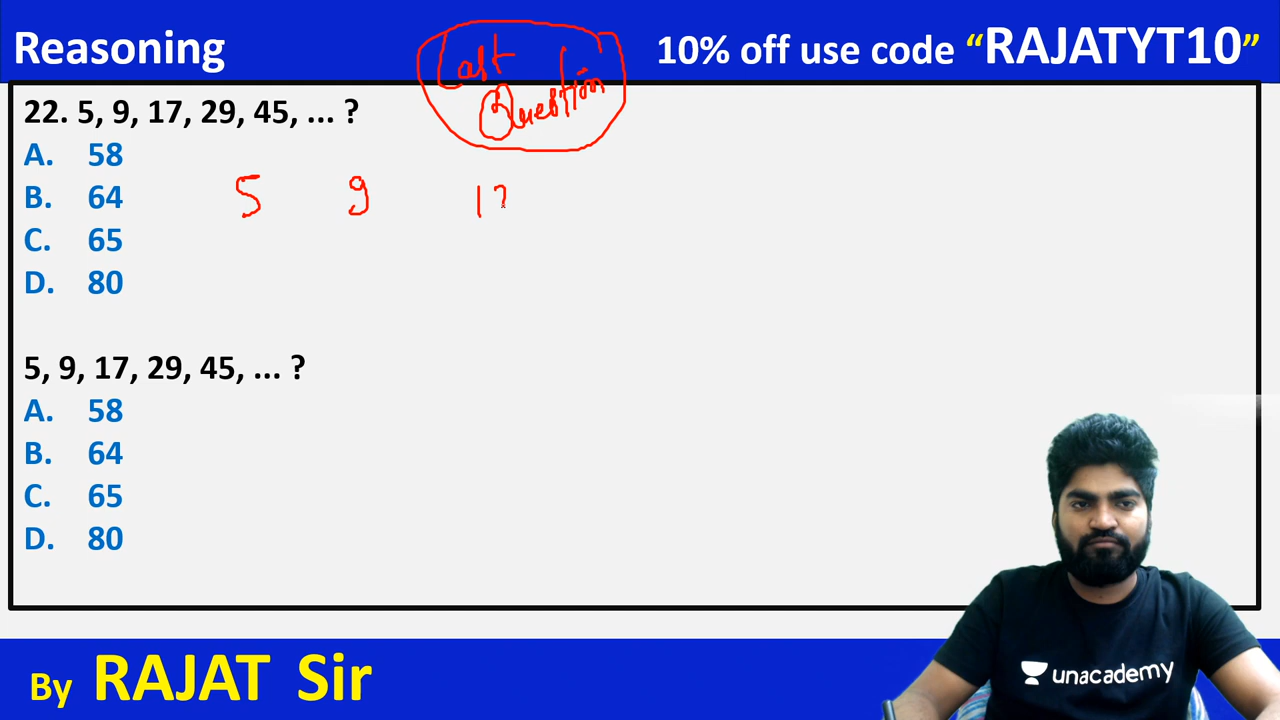 Reasoning
Last
Question
10% off use code “RAJATYT10”
22. 5, 9, 17, 29, 45, ... ?
A. 58
B. 64
C. 65
D. 80
5 9 17
5, 9, 17, 29, 45, ... ?
A. 58
B. 64
C. 65
D. 80
unacademy
By RAJAT Sir